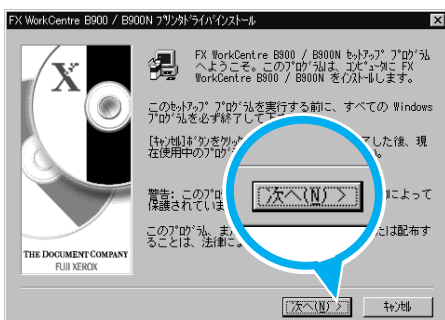 FX WorkCentre B900 / B900N プリンタドライバインストール
FX WorkCentre B900 / B900N セットアップ プログラム
へようこそ。このプログラムは、コンピュータに FX
WorkCentre B900 / B900N をインストールします。
このセットアップ プログラムを実行する前に、すべての Windows
プログラムを必ず終了して下
[キャンセル]ボタンをクリッ した後、現
在使用中のプログ
警告: このプロ によって
保護されていま
このプログラム、ま は配布す
ることは、法律に
次へ(N) >
X
THE DOCUMENT COMPANY
FUJI XEROX
次へ(N) >
キャンセル